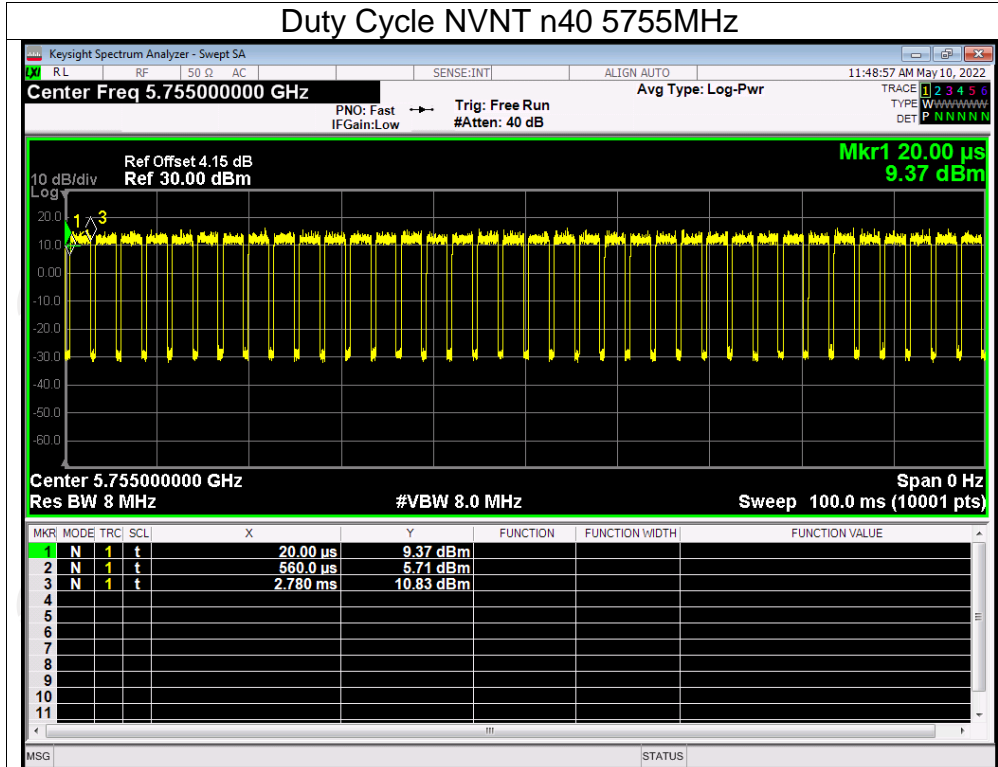 Duty Cycle NVNT n40 5755MHz
Keysight Spectrum Analyzer - Swept SA
LXI RL RF 50 Ω AC SENSE:INT ALIGN AUTO 11:48:57 AM May 10, 2022
Center Freq 5.755000000 GHz Avg Type: Log-Pwr TRACE 1 2 3 4 5 6
PNO: Fast Trig: Free Run TYPE WWWWWW
IFGain:Low #Atten: 40 dB DET P N N N N N
Mkr1 20.00 µs
9.37 dBm
Ref Offset 4.15 dB
10 dB/div Ref 30.00 dBm
Log
20.0
1 3
10.0
0.00
-10.0
-20.0
-30.0
-40.0
-50.0
-60.0
Center 5.755000000 GHz Span 0 Hz
Res BW 8 MHz #VBW 8.0 MHz Sweep 100.0 ms (10001 pts)
MKR MODE TRC SCL X Y FUNCTION FUNCTION WIDTH FUNCTION VALUE
1 N 1 t 20.00 µs 9.37 dBm
2 N 1 t 560.0 µs 5.71 dBm
3 N 1 t 2.780 ms 10.83 dBm
4
5
6
7
8
9
10
11
MSG STATUS